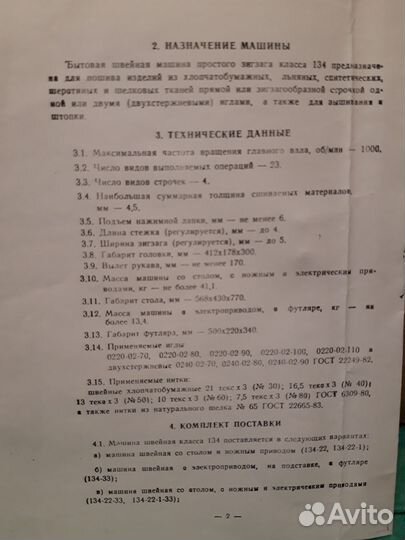 2. НАЗНАЧЕНИЕ МАШИНЫ
Бытовая швейная машина простого зигзага класса 134 предназначе-
на для пошива изделий из хлопчатобумажных, льняных, синтетических,
шерстяных и шелковых тканей прямой или зигзагообразной строчкой од-
ной или двумя (двухстержневыми) иглами, а также для вышивания и
штопки.
3. ТЕХНИЧЕСКИЕ ДАННЫЕ
3.1. Максимальная частота вращения главного вала, об/мин — 1000.
3.2. Число видов выполняемых операций — 23.
3.3. Число видов строчек — 4.
3.4. Наибольшая суммарная толщина сшиваемых материалов,
мм — 4,5.
3.5. Подъем нажимной лапки, мм — не менее 6.
3.6. Длина стежка (регулируется), мм — до 4.
3.7. Ширина зигзага (регулируется), мм — до 5.
3.8. Габарит головки, мм — 412х178х300.
3.9. Вылет рукава, мм — не менее 170.
3.10. Масса машины со столом, с ножным и электрическим при-
водами, кг — не более 41,1.
3.11. Габарит стола, мм — 568х430х770.
3.12. Масса машины с электроприводом, в футляре, кг — не
более 13,4.
3.13. Габарит футляра, мм — 500х220х340.
3.14. Применяемые иглы
0220-02-70, 0220-02-80, 0220-02-90, 0220-02-100, 0220-02-110 и
двухстержневые 0240-02-70, 0240-02-80, 0240-02-90 ГОСТ 22249-82.
3.15. Применяемые нитки:
швейные хлопчатобумажные 21 текс х 3 (№ 30); 16,5 текс х 3 (№ 40);
13 текс х 3 (№ 50); 10 текс х 3 (№ 60); 7,5 текс х 3 (№ 80) ГОСТ 6309-80,
а также нитки из натурального шелка № 65 ГОСТ 22665-83.
4. КОМПЛЕКТ ПОСТАВКИ
4.1. Машина швейная класса 134 поставляется в следующих вариантах:
а) машина швейная со столом и ножным приводом (134-22, 134-22-1);
б) машина швейная с электроприводом, на подставке, в футляре
(134-33);
в) машина швейная со столом, с ножным и электрическим приводами
(134-22-33, 134-22-1-33);
— 2 —
Avito